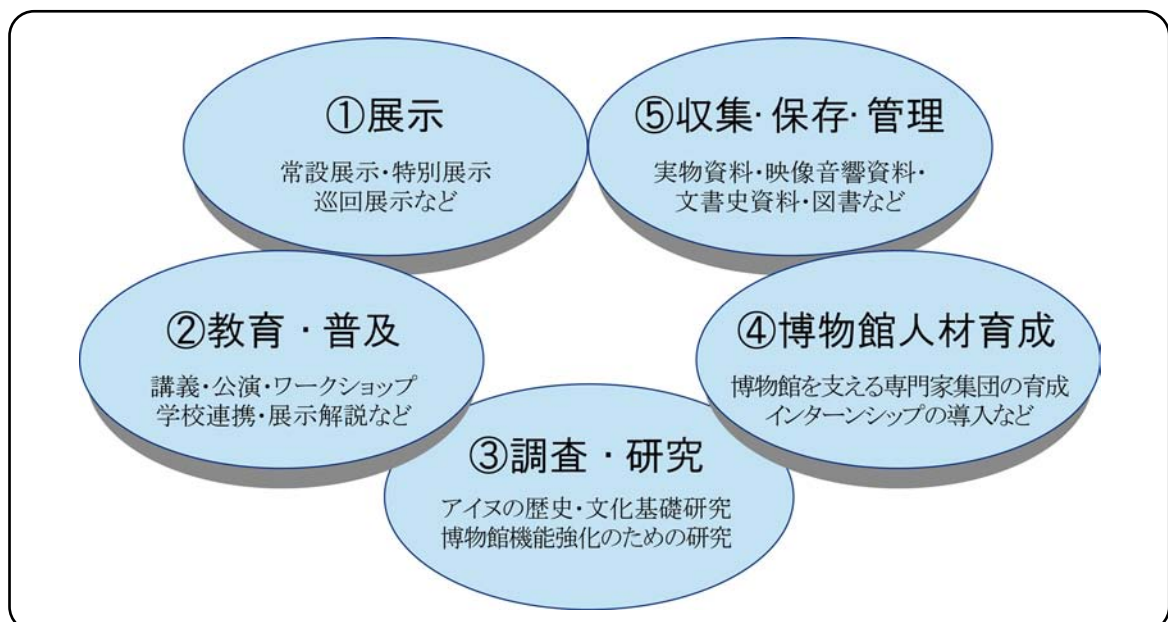 ①展示
常設展示・特別展示
巡回展示など
②教育・普及
講義・公演・ワークショップ
学校連携・展示解説など
③調査・研究
アイヌの歴史・文化基礎研究
博物館機能強化のための研究
④博物館人材育成
博物館を支える専門家集団の育成
インターンシップの導入など
⑤収集・保存・管理
実物資料・映像音響資料・
文書史資料・図書など